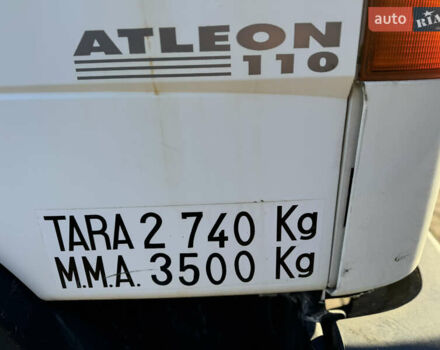 auto RIA
ATLEON
110
TARA 2 740 Kg
M.M.A. 3500 Kg